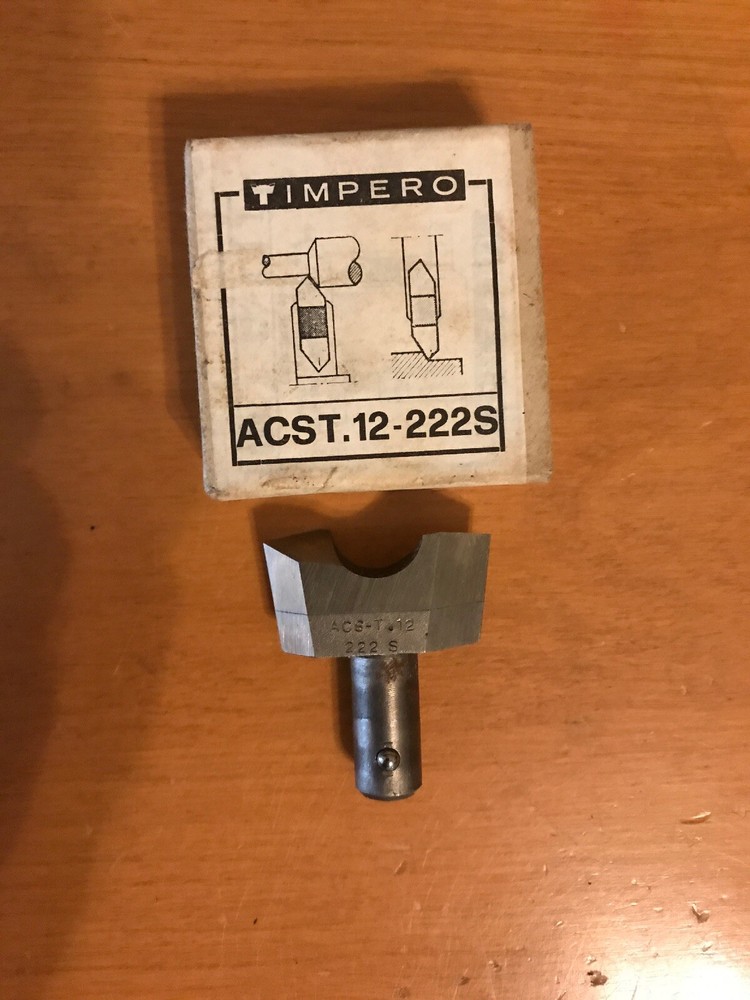 IMPERO
ACST.12-222S
ACS-T.12
222 S